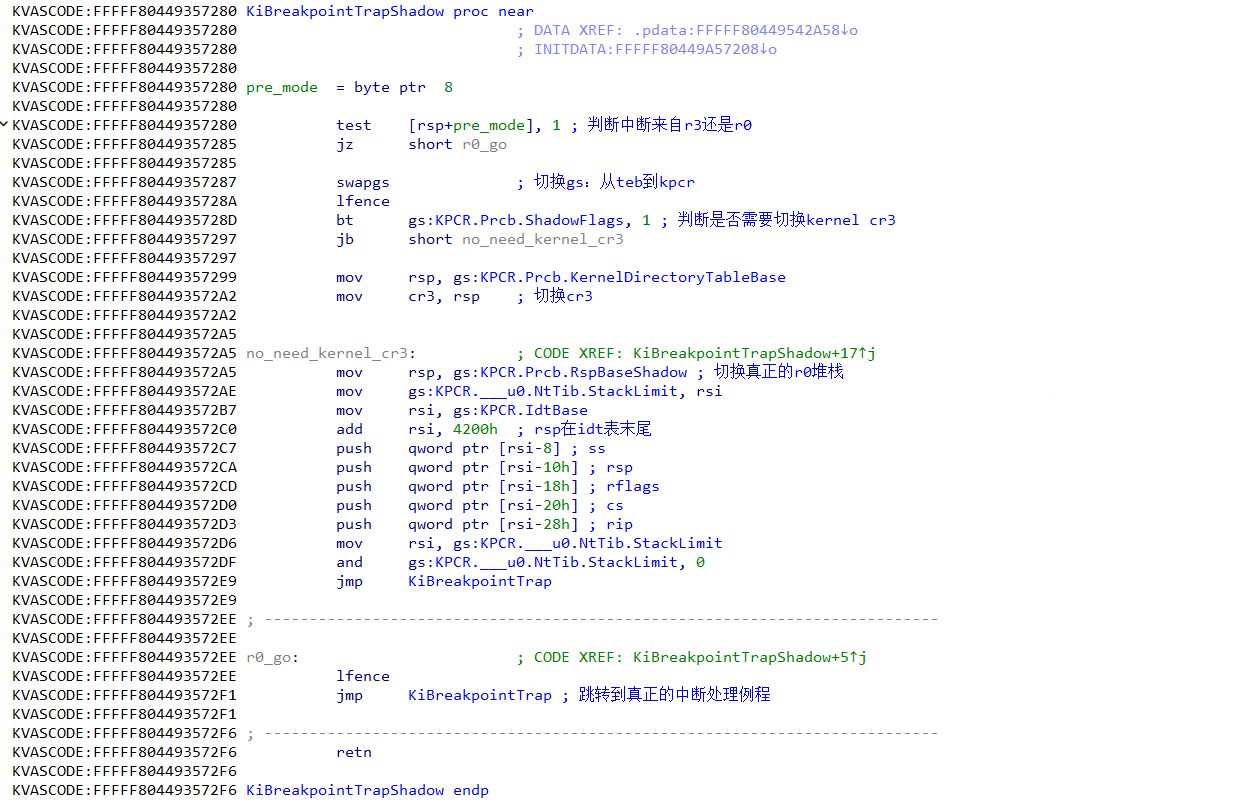 KVASCODE:FFFFF80449357280 KiBreakpointTrapShadow proc near
KVASCODE:FFFFF80449357280 ; DATA XREF: .pdata:FFFFF80449542A58↓o
KVASCODE:FFFFF80449357280 ; INITDATA:FFFFF80449A57208↓o
KVASCODE:FFFFF80449357280
KVASCODE:FFFFF80449357280 pre_mode = byte ptr 8
KVASCODE:FFFFF80449357280
KVASCODE:FFFFF80449357280 test [rsp+pre_mode], 1 ; 判断中断来自r3还是r0
KVASCODE:FFFFF80449357285 jz short r0_go
KVASCODE:FFFFF80449357285
KVASCODE:FFFFF80449357287 swapgs ; 切换gs：从teb到kpcr
KVASCODE:FFFFF8044935728A lfence
KVASCODE:FFFFF8044935728D bt gs:KPCR.Prcb.ShadowFlags, 1 ; 判断是否需要切换kernel cr3
KVASCODE:FFFFF80449357297 jb short no_need_kernel_cr3
KVASCODE:FFFFF80449357297
KVASCODE:FFFFF80449357299 mov rsp, gs:KPCR.Prcb.KernelDirectoryTableBase
KVASCODE:FFFFF804493572A2 mov cr3, rsp ; 切换cr3
KVASCODE:FFFFF804493572A2
KVASCODE:FFFFF804493572A5
KVASCODE:FFFFF804493572A5 no_need_kernel_cr3: ; CODE XREF: KiBreakpointTrapShadow+17↑j
KVASCODE:FFFFF804493572A5 mov rsp, gs:KPCR.Prcb.RspBaseShadow ; 切换真正的r0堆栈
KVASCODE:FFFFF804493572AE mov gs:KPCR.___u0.NtTib.StackLimit, rsi
KVASCODE:FFFFF804493572B7 mov rsi, gs:KPCR.IdtBase
KVASCODE:FFFFF804493572C0 add rsi, 4200h ; rsp在idt表末尾
KVASCODE:FFFFF804493572C7 push qword ptr [rsi-8] ; ss
KVASCODE:FFFFF804493572CA push qword ptr [rsi-10h] ; rsp
KVASCODE:FFFFF804493572CD push qword ptr [rsi-18h] ; rflags
KVASCODE:FFFFF804493572D0 push qword ptr [rsi-20h] ; cs
KVASCODE:FFFFF804493572D3 push qword ptr [rsi-28h] ; rip
KVASCODE:FFFFF804493572D6 mov rsi, gs:KPCR.___u0.NtTib.StackLimit
KVASCODE:FFFFF804493572DF and gs:KPCR.___u0.NtTib.StackLimit, 0
KVASCODE:FFFFF804493572E9 jmp KiBreakpointTrap
KVASCODE:FFFFF804493572E9
KVASCODE:FFFFF804493572EE ; ---------------------------------------------------------------------------
KVASCODE:FFFFF804493572EE
KVASCODE:FFFFF804493572EE r0_go: ; CODE XREF: KiBreakpointTrapShadow+5↑j
KVASCODE:FFFFF804493572EE lfence
KVASCODE:FFFFF804493572F1 jmp KiBreakpointTrap ; 跳转到真正的中断处理例程
KVASCODE:FFFFF804493572F1
KVASCODE:FFFFF804493572F6 ; ---------------------------------------------------------------------------
KVASCODE:FFFFF804493572F6 retn
KVASCODE:FFFFF804493572F6
KVASCODE:FFFFF804493572F6 KiBreakpointTrapShadow endp